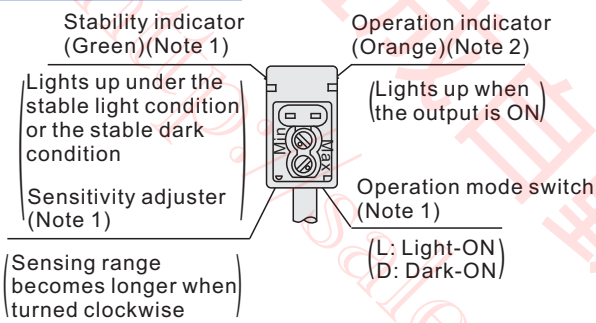 Stability indicator
(Green)(Note 1)
Lights up under the
stable light condition
or the stable dark
condition
Sensitivity adjuster
(Note 1)
Sensing range
becomes longer when
turned clockwise
Operation indicator
(Orange)(Note 2)
Lights up when
the output is ON
Min
Max
Operation mode switch
(Note 1)
L: Light-ON
D: Dark-ON